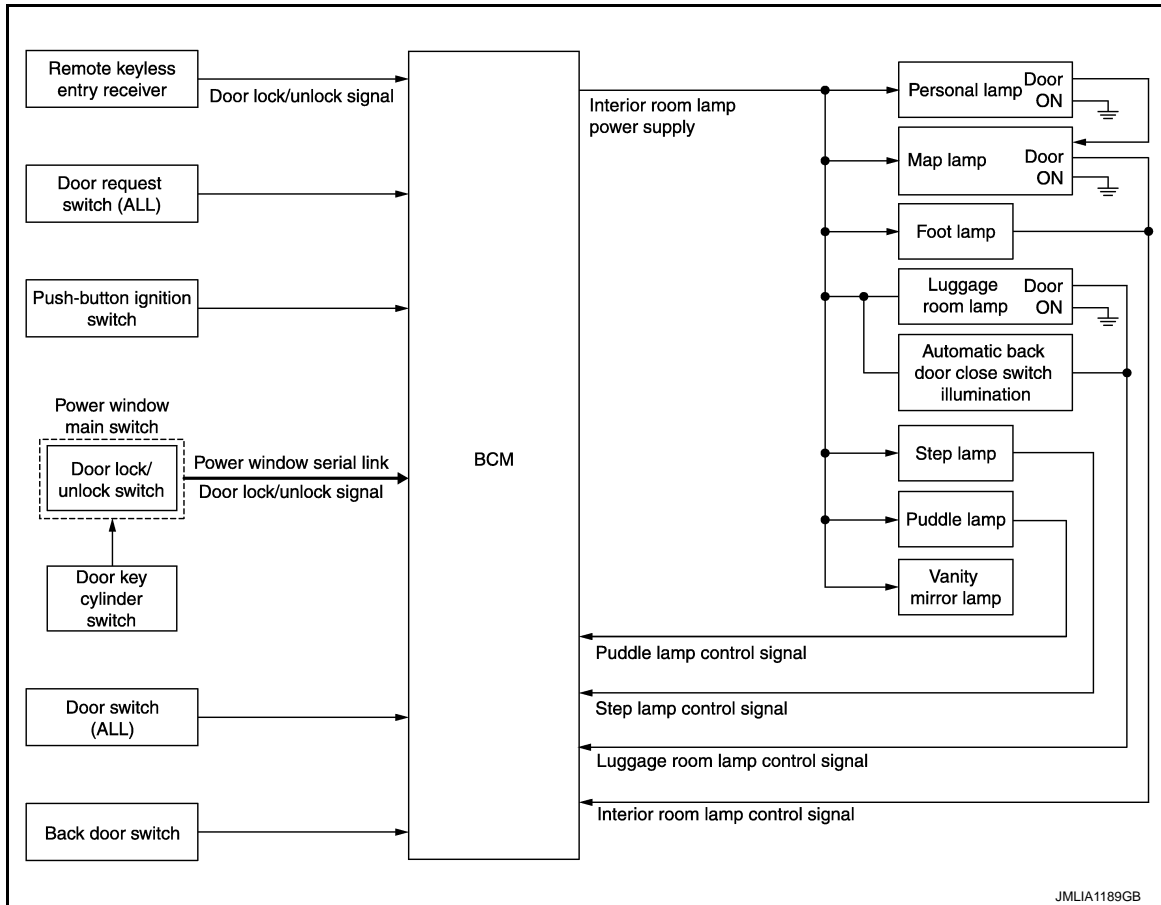 Remote keyless
entry receiver
Door lock/unlock signal
Door request
switch (ALL)
Push-button ignition
switch
Power window
main switch
Door lock/
unlock switch
Power window serial link
Door lock/unlock signal
Door key
cylinder
switch
Door switch
(ALL)
Back door switch
BCM
Interior room lamp
power supply
Personal lamp
Door
ON
Map lamp
Door
ON
Foot lamp
Luggage
room lamp
Door
ON
Automatic back
door close switch
illumination
Step lamp
Puddle lamp
Vanity
mirror lamp
Puddle lamp control signal
Step lamp control signal
Luggage room lamp control signal
Interior room lamp control signal
JMLIA1189GB